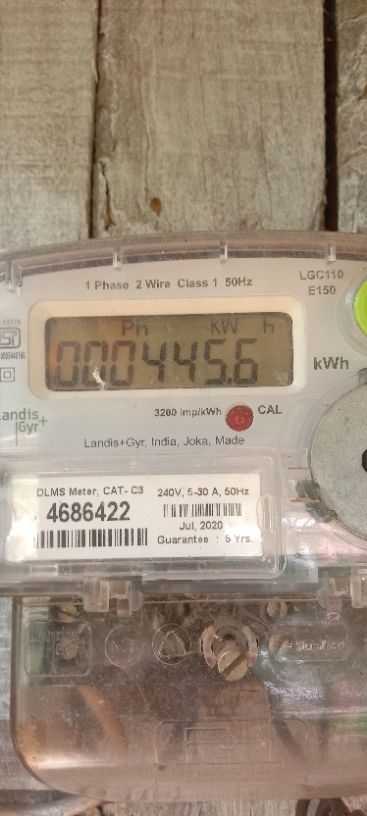 1 Phase 2 Wire Class 1 50Hz
LGC110
E150
Ph kW h
000445.6
kWh
3200 imp/kWh
CAL
Landis+
|Gyr|
Landis+Gyr, India, Joka, Made
DLMS Meter, CAT- C3
4686422
240V, 5-30 A, 50Hz
Jul, 2020
Guarantee : 5 Yrs.